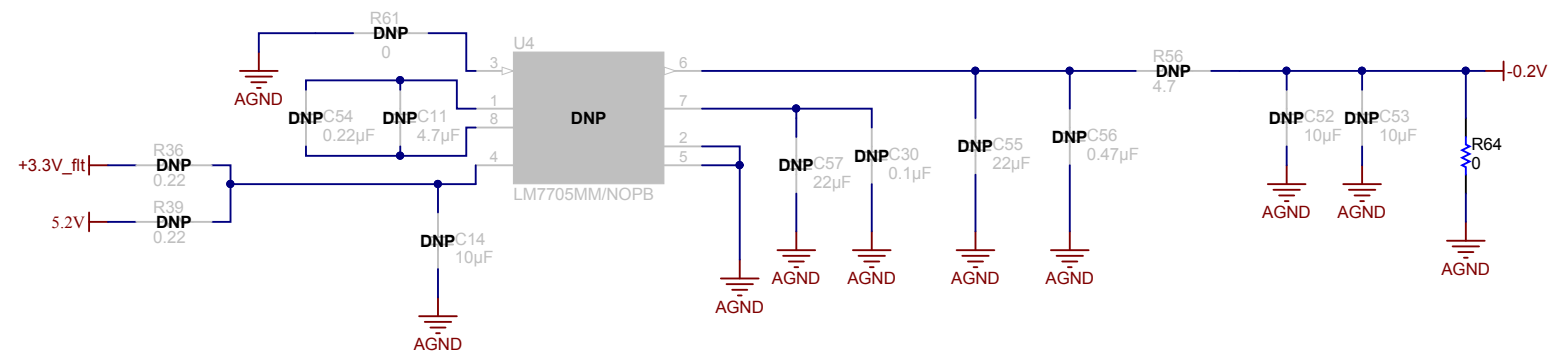 R61
DNP
0
AGND
U4
3
1
8
4
6
7
2
5
DNP
LM7705MM/NOPB
DNP C54
0.22µF
DNP C11
4.7µF
+3.3V_flt
R36
DNP
0.22
5.2V
R39
DNP
0.22
DNP C14
10µF
AGND
AGND
DNP C57
22µF
AGND
DNP C30
0.1µF
AGND
DNP C55
22µF
AGND
DNP C56
0.47µF
AGND
R56
DNP
4.7
DNP C52
10µF
AGND
DNP C53
10µF
AGND
-0.2V
R64
0
AGND